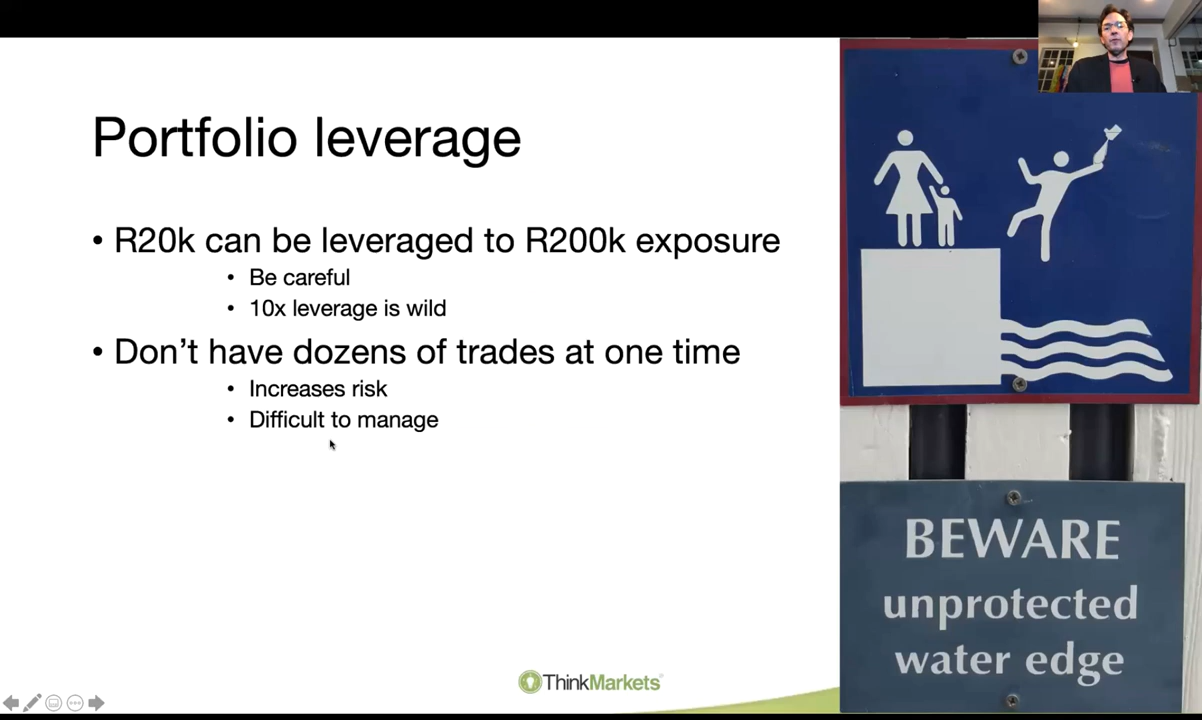 Portfolio leverage
• R20k can be leveraged to R200k exposure
• Be careful
• 10x leverage is wild
• Don’t have dozens of trades at one time
• Increases risk
• Difficult to manage
ThinkMarkets
BEWARE
unprotected
water edge